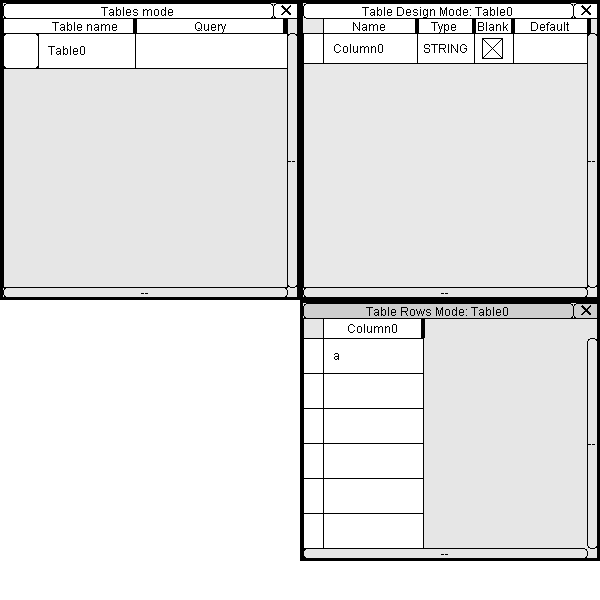 Tables mode
Table name Query
Table0
Table Design Mode: Table0
Name Type Blank Default
Column0 STRING
Table Rows Mode: Table0
Column0
a